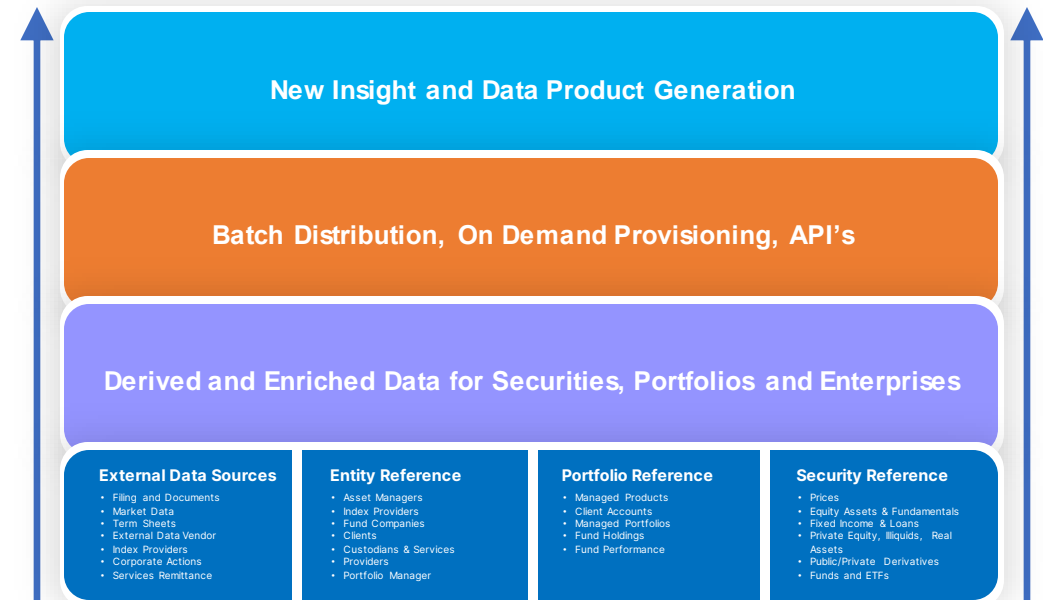 New Insight and Data Product Generation
Batch Distribution, On Demand Provisioning, API’s
Derived and Enriched Data for Securities, Portfolios and Enterprises
External Data Sources
• Filing and Documents
• Market Data
• Term Sheets
• External Data Vendor
• Index Providers
• Corporate Actions
• Services Remittance
Entity Reference
• Asset Managers
• Index Providers
• Fund Companies
• Clients
• Custodians & Services
• Providers
• Portfolio Manager
Portfolio Reference
• Managed Products
• Client Accounts
• Managed Portfolios
• Fund Holdings
• Fund Performance
Security Reference
• Prices
• Equity Assets & Fundamentals
• Fixed Income & Loans
• Private Equity, Illiquids, Real
Assets
• Public/Private Derivatives
• Funds and ETFs